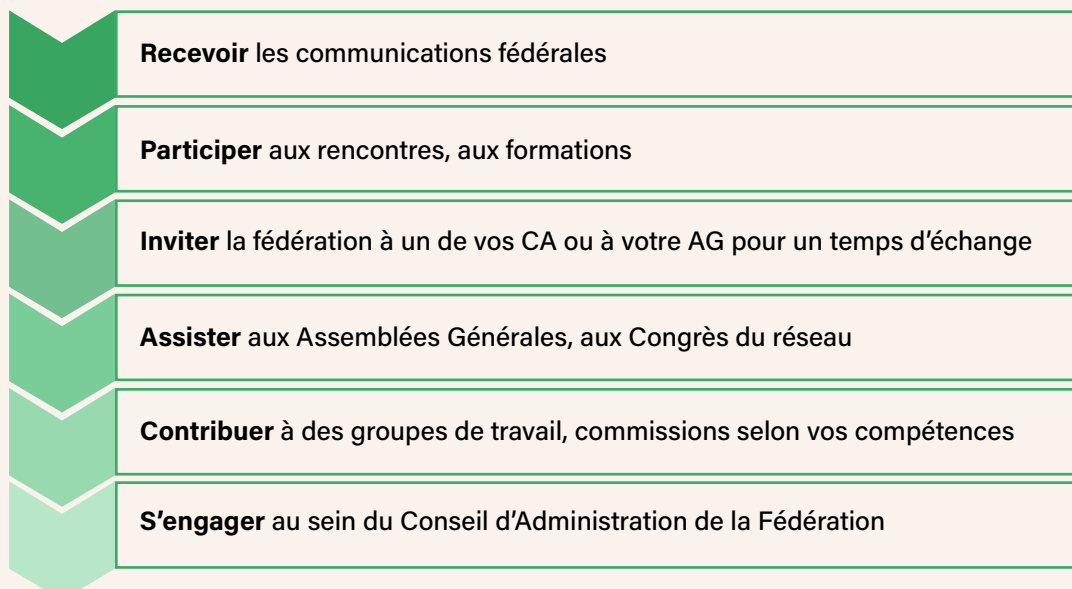 Recevoir les communications fédérales
Participer aux rencontres, aux formations
Inviter la fédération à un de vos CA ou à votre AG pour un temps d’échange
Assister aux Assemblées Générales, aux Congrès du réseau
Contribuer à des groupes de travail, commissions selon vos compétences
S’engager au sein du Conseil d’Administration de la Fédération